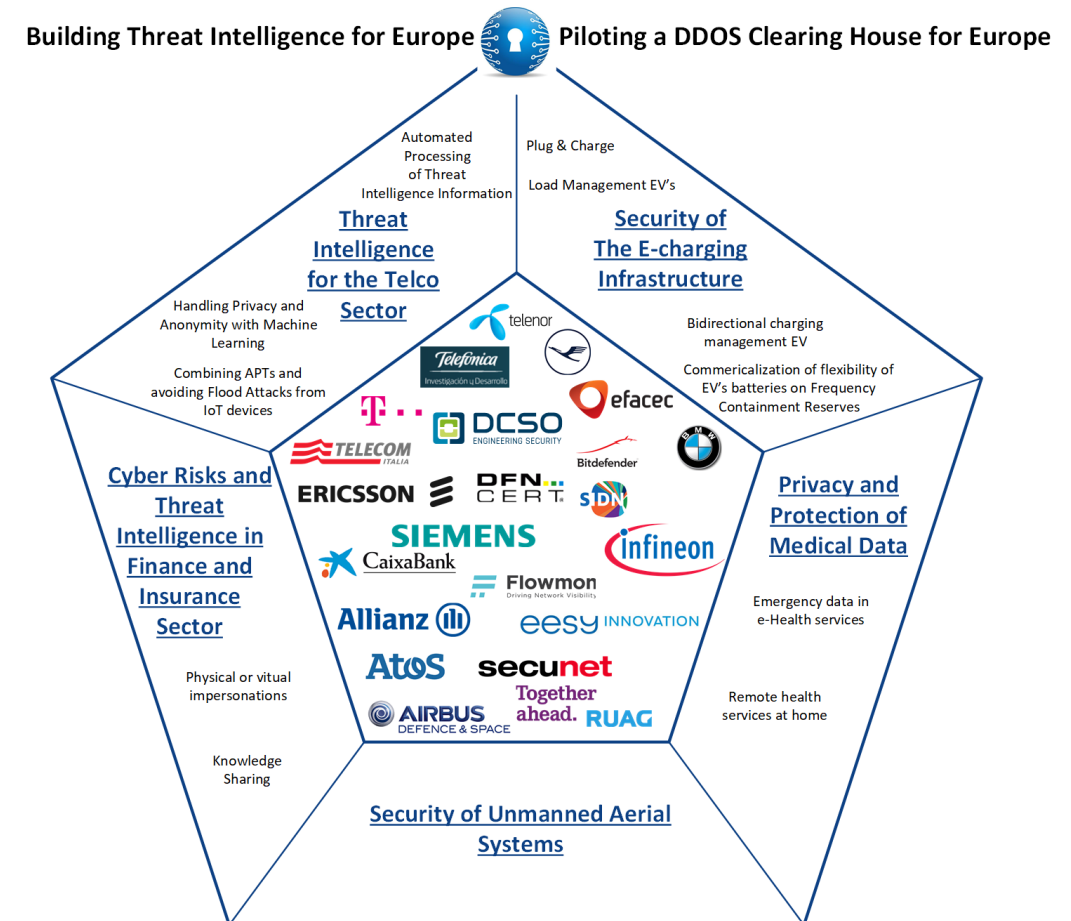 Building Threat Intelligence for Europe
Piloting a DDOS Clearing House for Europe
Automated
Processing
of Threat
Intelligence Information
Threat
Intelligence
for the Telco
Sector
Handling Privacy and
Anonymity with Machine
Learning
Combining APTs and
avoiding Flood Attacks from
IoT devices
Plug & Charge
Load Management EV's
Security of
The E-charging
Infrastructure
Bidirectional charging
management EV
Commericalization of flexibility of
EV's batteries on Frequency
Containment Reserves
telenor
Telefónica
Investigación y Desarrollo
efacec
T
DCSO
ENGINEERING SECURITY
TELECOM
ITALIA
Bitdefender
BMW
ERICSSON
DFN
CERT®
SIDN
SIEMENS
infineon
CaixaBank
Flowmon
Driving Network Visibility
Allianz
eesy INNOVATION
Atos
secunet
Together
ahead. RUAG
AIRBUS
DEFENCE & SPACE
Cyber Risks and
Threat
Intelligence in
Finance and
Insurance
Sector
Physical or vitual
impersonations
Knowledge
Sharing
Privacy and
Protection of
Medical Data
Emergency data in
e-Health services
Remote health
services at home
Security of Unmanned Aerial
Systems